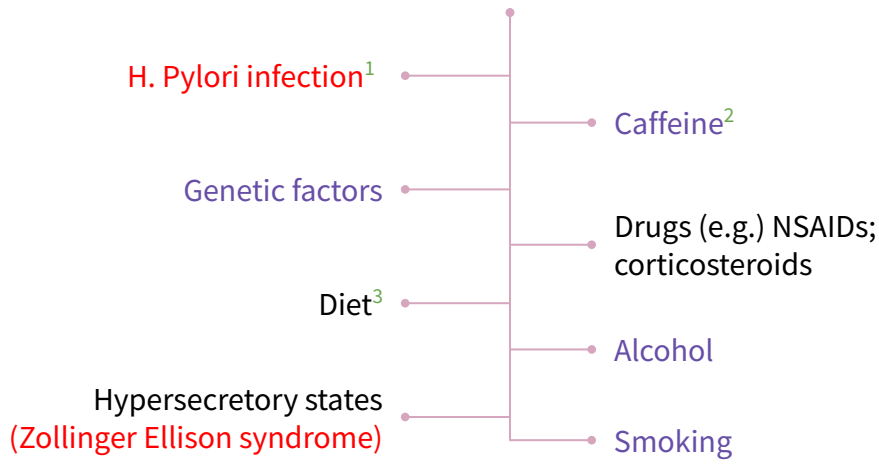 H. Pylori infection¹
Caffeine²
Genetic factors
Drugs (e.g.) NSAIDs;
corticosteroids
Diet³
Alcohol
Hypersecretory states
(Zollinger Ellison syndrome)
Smoking